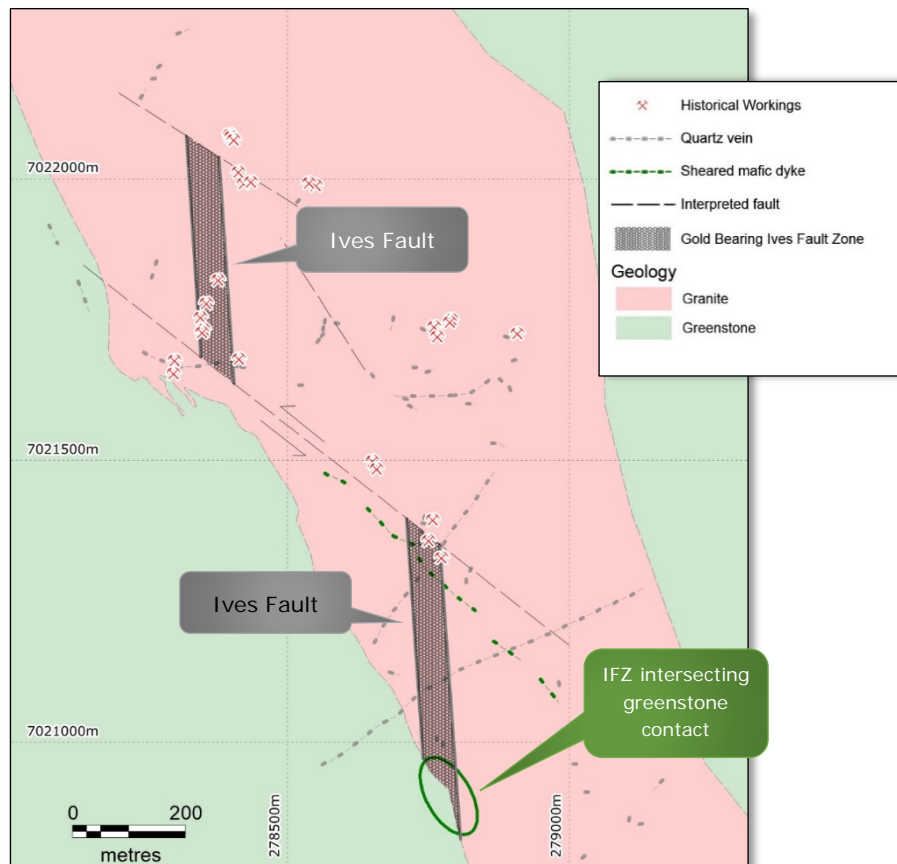 Historical Workings
Quartz vein
Sheared mafic dyke
Interpreted fault
Gold Bearing Ives Fault Zone
Geology
Granite
Greenstone
7022000m
Ives Fault
7021500m
Ives Fault
IFZ intersecting
greenstone
contact
7021000m
0 200
metres
278500m
279000m